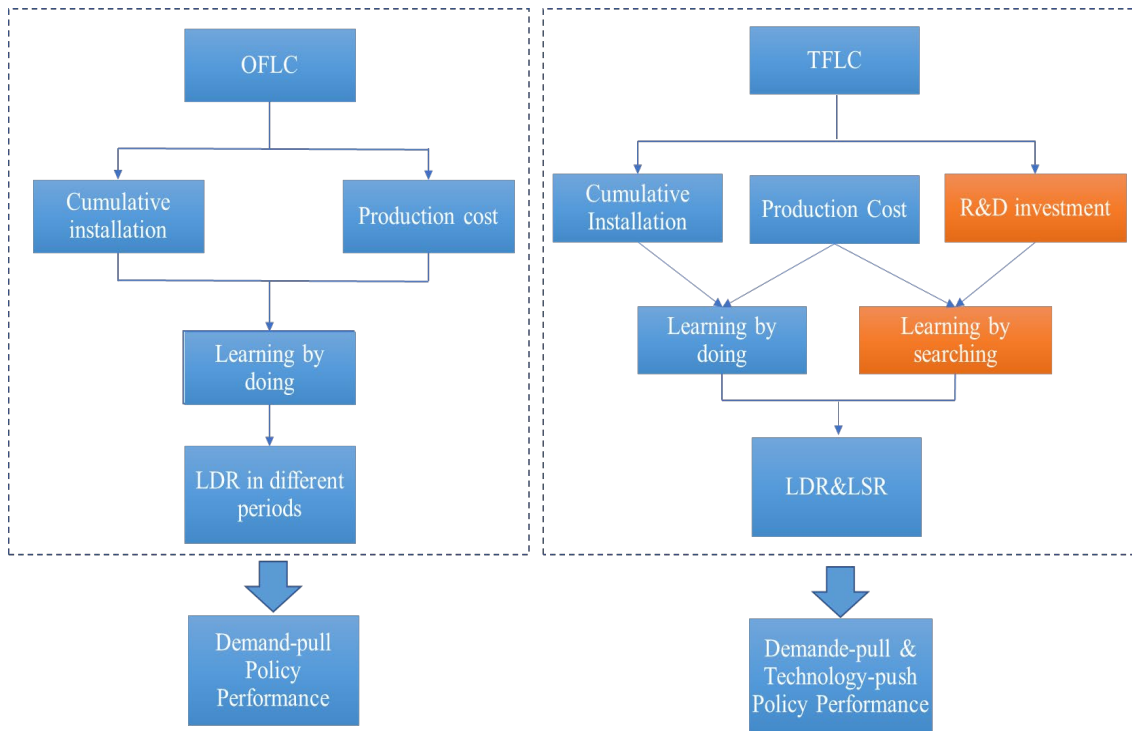 OFLC
Cumulative
installation
Production cost
Learning by
doing
LDR in different
periods
Demand-pull
Policy
Performance
TFLC
Cumulative
Installation
Production Cost
R&D investment
Learning by
doing
Learning by
searching
LDR&LSR
Demande-pull &
Technology-push
Policy Performance